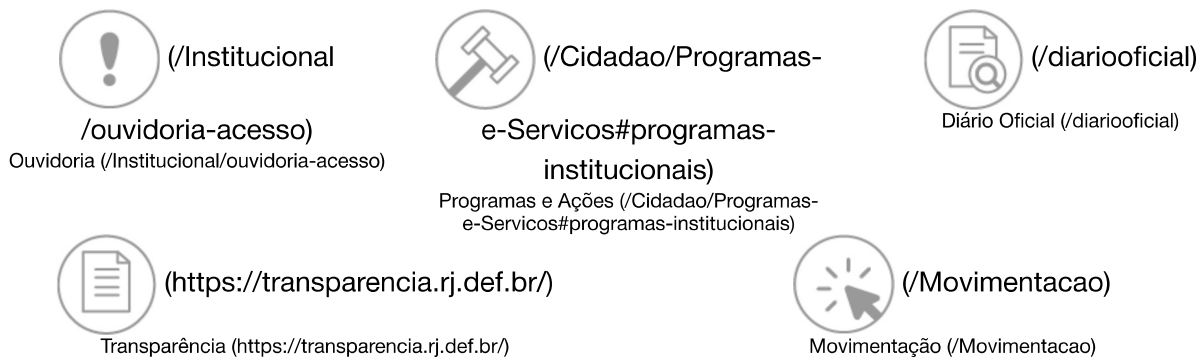 (/Institucional
/ouvidoria-acesso)
Ouvidoria (/Institucional/ouvidoria-acesso)
(/Cidadao/Programas-
e-Servicos#programas-
institucionais)
Programas e Ações (/Cidadao/Programas-
e-Servicos#programas-institucionais)
(/diariooficial)
Diário Oficial (/diariooficial)
(https://transparencia.rj.def.br/)
Transparência (https://transparencia.rj.def.br/)
(/Movimentacao)
Movimentação (/Movimentacao)